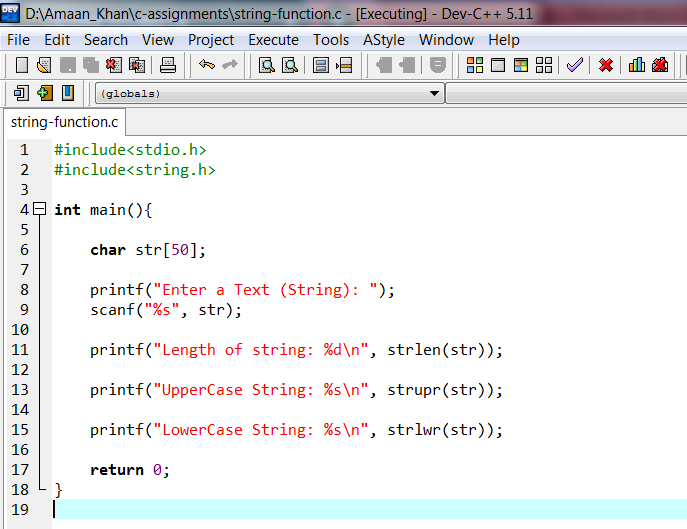 DEV D:\Amaan_Khan\c-assignments\string-function.c - [Executing] - Dev-C++ 5.11
File Edit Search View Project Execute Tools AStyle Window Help
(globals)
string-function.c
1 #include<stdio.h>
2 #include<string.h>
3
4 int main(){
5
6 char str[50];
7
8 printf("Enter a Text (String): ");
9 scanf("%s", str);
10
11 printf("Length of string: %d\n", strlen(str));
12
13 printf("UpperCase String: %s\n", strupr(str));
14
15 printf("LowerCase String: %s\n", strlwr(str));
16
17 return 0;
18 }
19